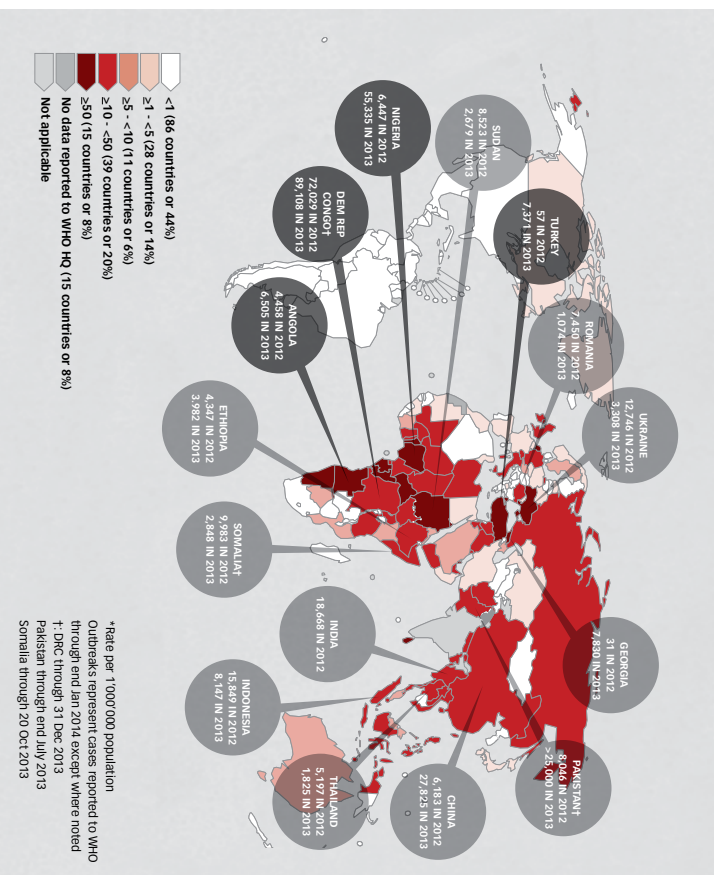 <1 (86 countries or 44%)
≥1 - <5 (28 countries or 14%)
≥5 - <10 (11 countries or 6%)
≥10 - <50 (39 countries or 20%)
≥50 (15 countries or 8%)
No data reported to WHO HQ (15 countries or 8%)
Not applicable
SUDAN
8,523 IN 2012
2,679 IN 2013
NIGERIA
6,447 IN 2012
55,335 IN 2013
TURKEY
57 IN 2012
7,371 IN 2013
DEM REP
CONGO†
72,029 IN 2012
89,108 IN 2013
ANGOLA
4,458 IN 2012
6,505 IN 2013
ROMANIA
7,450 IN 2012
1,074 IN 2013
UKRAINE
12,746 IN 2012
3,308 IN 2013
ETHIOPIA
4,347 IN 2012
3.982 IN 2013
SOMALIA†
9,983 IN 2012
2,848 IN 2013
INDIA
18,668 IN 2012
GEORGIA
31 IN 2012
7,830 IN 2013
INDONESIA
15,849 IN 2012
8,147 IN 2013
PAKISTAN†
8,046 IN 2012
>25,000 IN 2013
THAILAND
5,197 IN 2012
1,825 IN 2013
CHINA
6,183 IN 2012
27,825 IN 2013
*Rate per 1'000'000 population
Outbreaks represent cases reported to WHO
through end Jan 2014 except where noted
†: DRC through 31 Dec 2013
Pakistan through end July 2013
Somalia through 20 Oct 2013